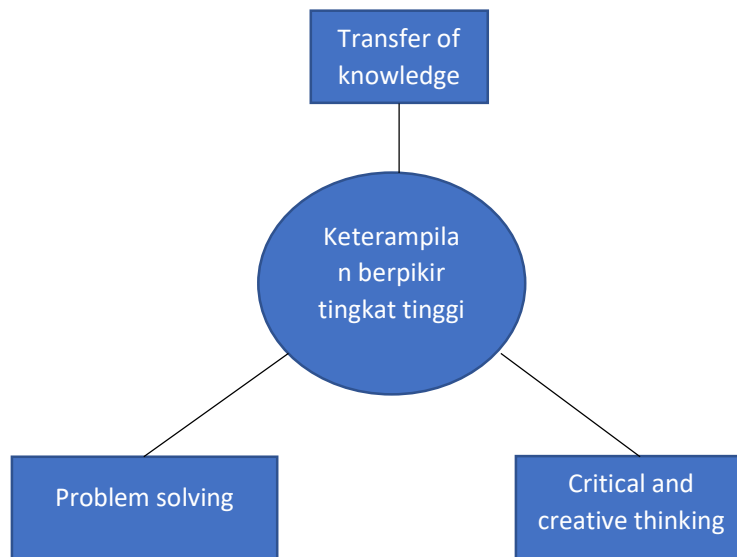 Transfer of
knowledge
Keterampila
n berpikir
tingkat tinggi
Problem solving
Critical and
creative thinking